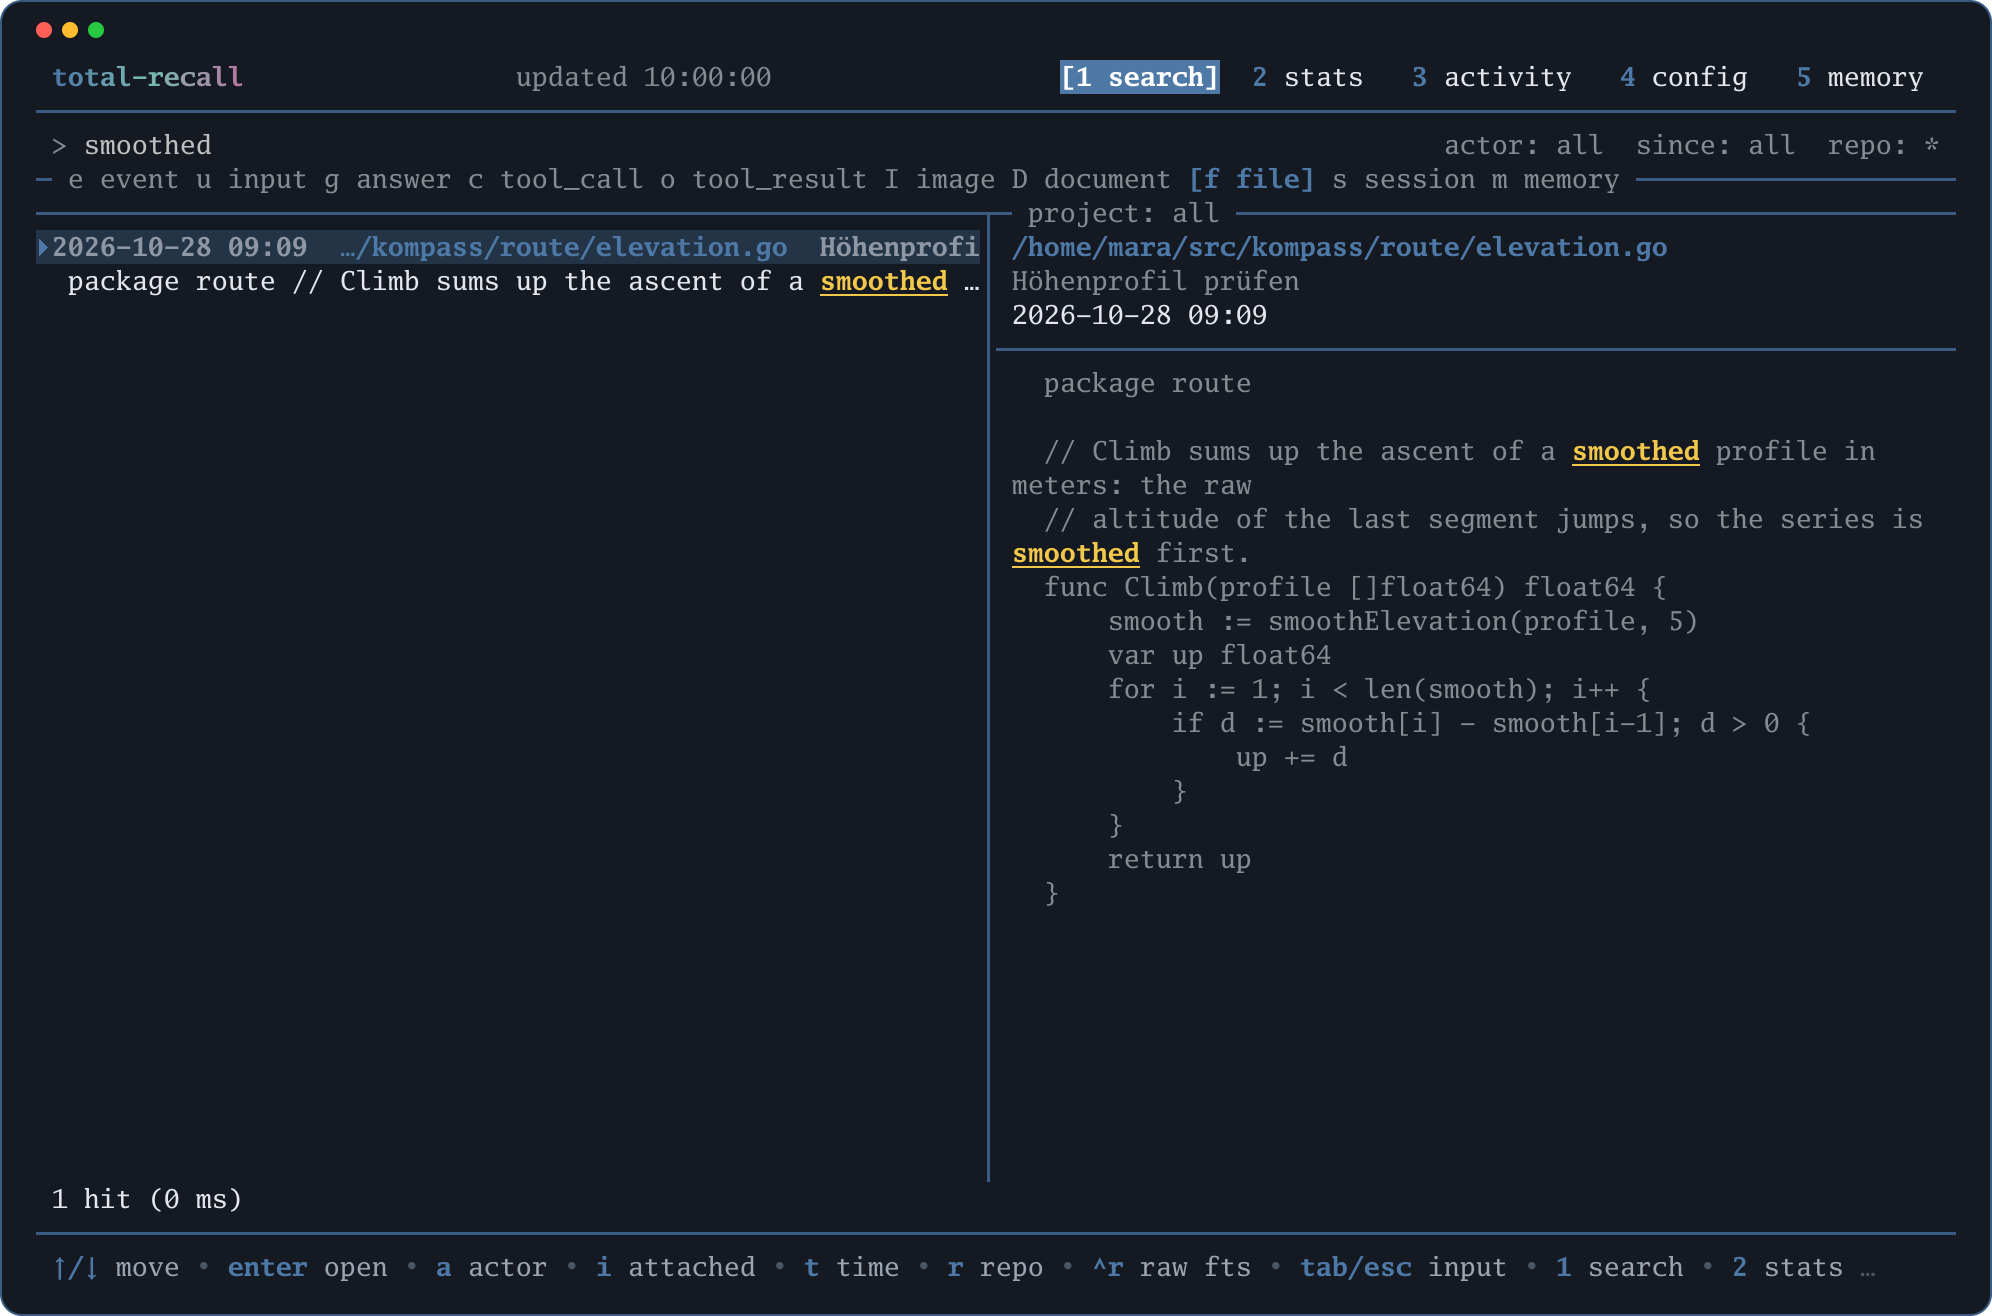 total-recall updated 10:00:00 [1 search] 2 stats 3 activity 4 config 5 memory
> smoothed actor: all since: all repo: *
e event u input g answer c tool_call o tool_result I image D document [f file] s session m memory
project: all
2026-10-28 09:09 …/kompass/route/elevation.go Höhenprofi
package route // Climb sums up the ascent of a smoothed …
/home/mara/src/kompass/route/elevation.go
Höhenprofil prüfen
2026-10-28 09:09
package route
// Climb sums up the ascent of a smoothed profile in
meters: the raw
// altitude of the last segment jumps, so the series is
smoothed first.
func Climb(profile []float64) float64 {
smooth := smoothElevation(profile, 5)
var up float64
for i := 1; i < len(smooth); i++ {
if d := smooth[i] - smooth[i-1]; d > 0 {
up += d
}
}
return up
}
1 hit (0 ms)
↑/↓ move • enter open • a actor • i attached • t time • r repo • ^r raw fts • tab/esc input • 1 search • 2 stats …